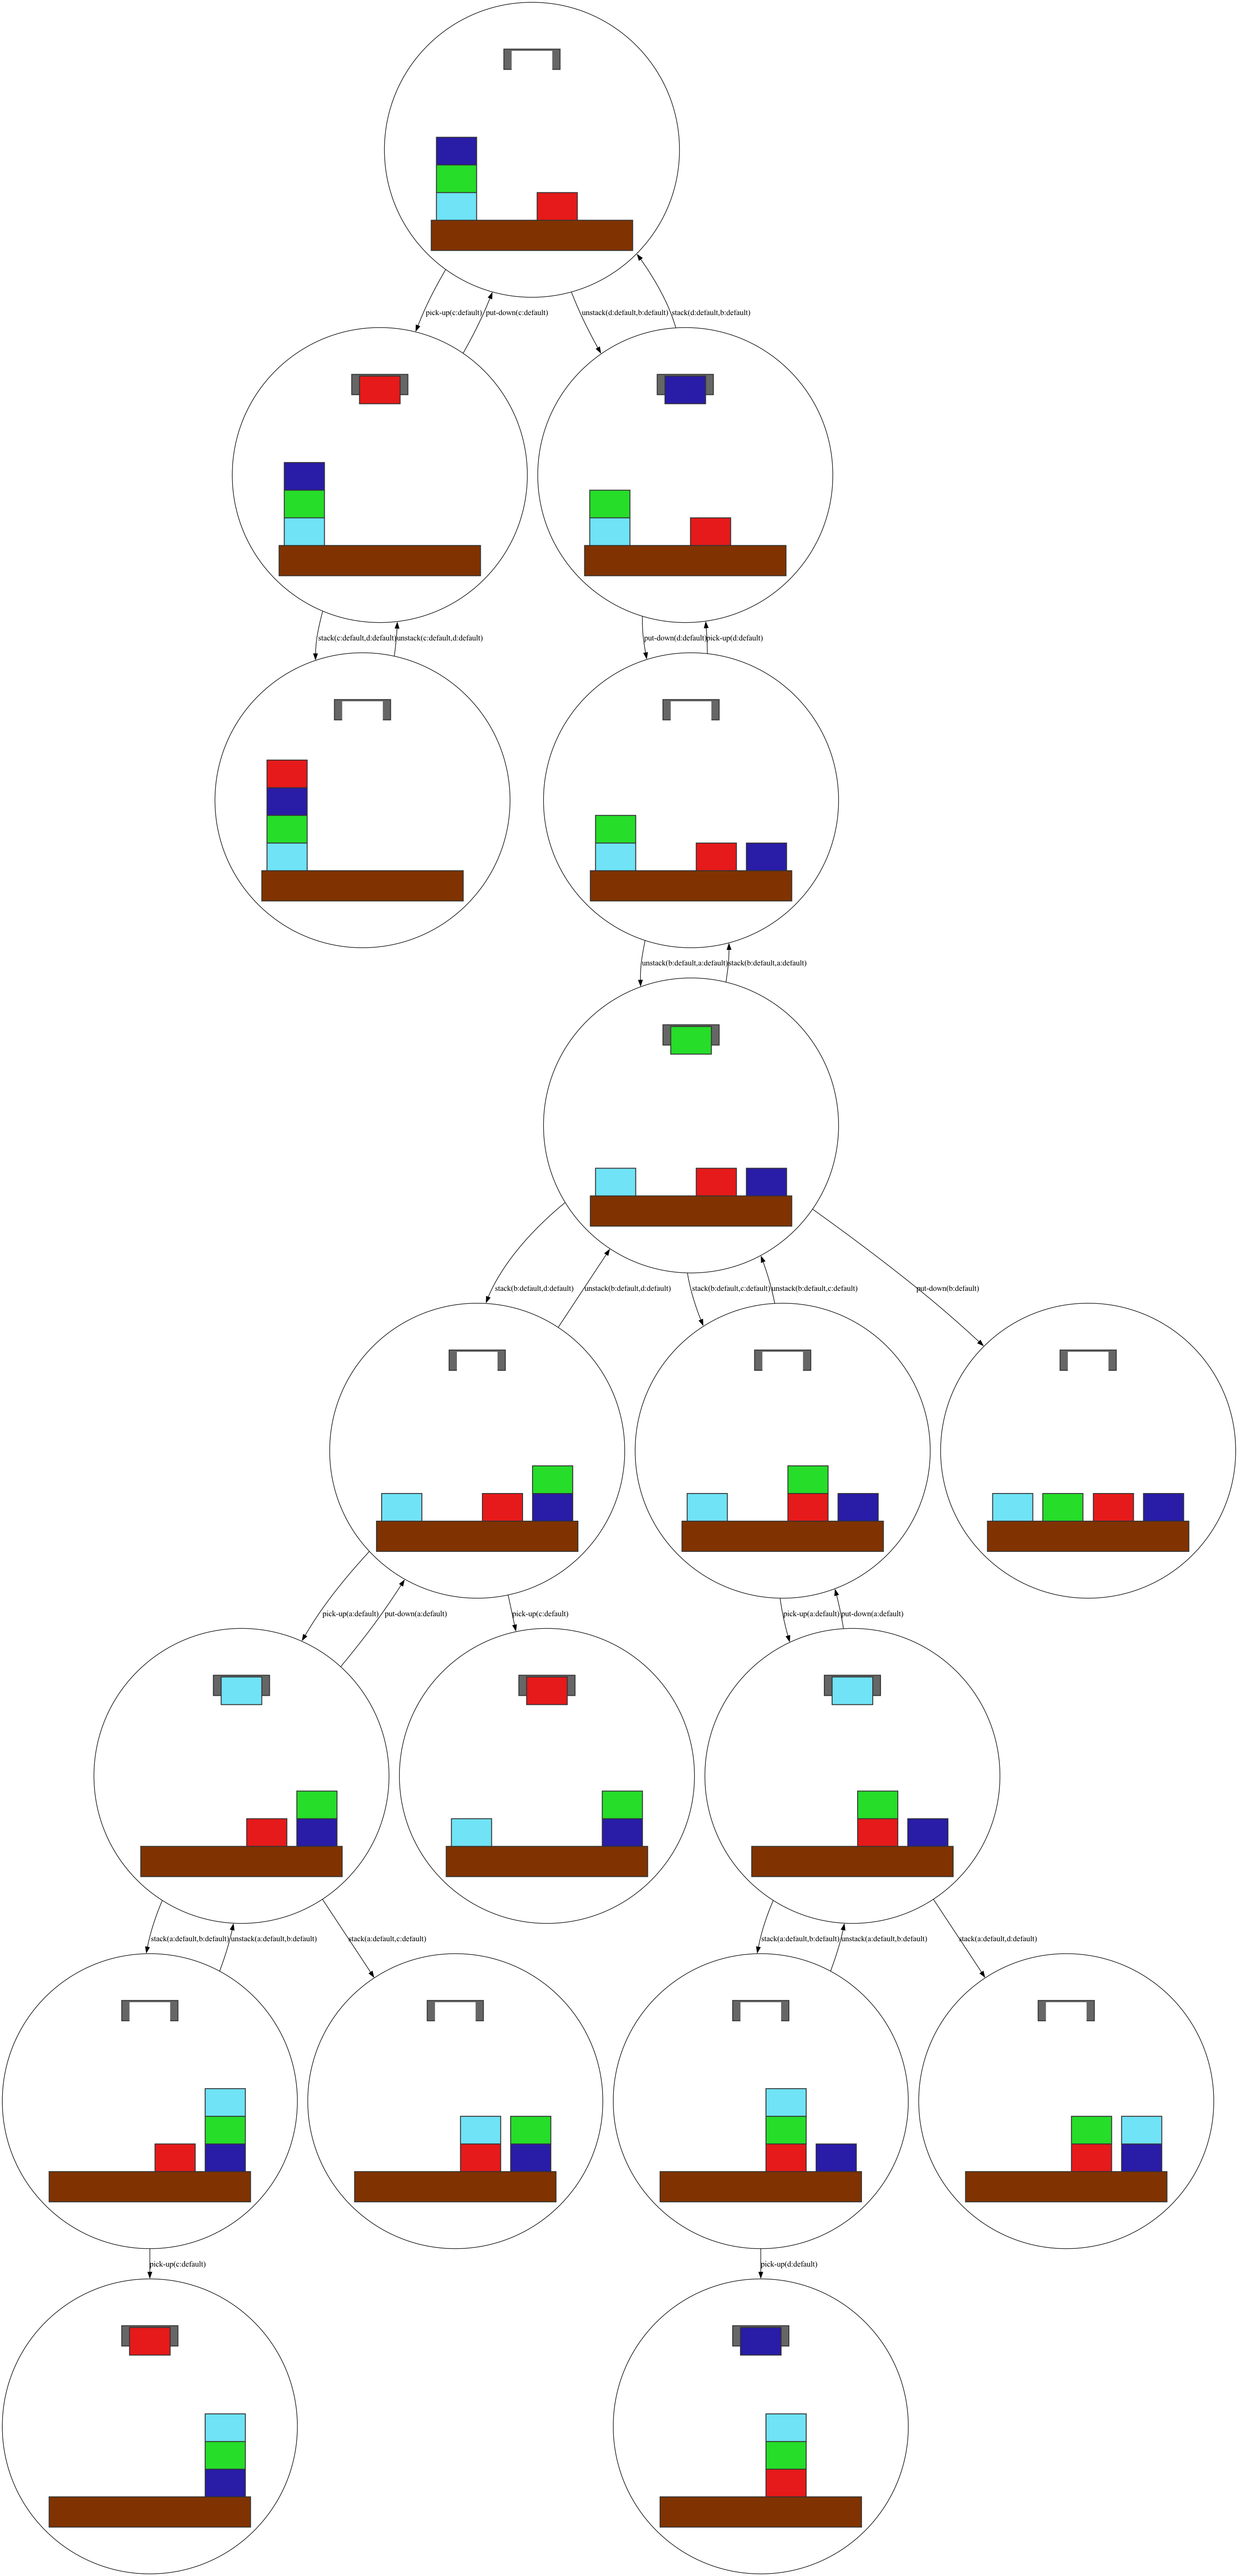 pick-up(c:default)
put-down(c:default)
unstack(d:default,b:default)
stack(d:default,b:default)
stack(c:default,d:default)
unstack(c:default,d:default)
put-down(d:default)
pick-up(d:default)
unstack(b:default,a:default)
stack(b:default,a:default)
stack(b:default,d:default)
unstack(b:default,d:default)
stack(b:default,c:default)
unstack(b:default,c:default)
put-down(b:default)
pick-up(a:default)
put-down(a:default)
pick-up(c:default)
pick-up(a:default)
put-down(a:default)
stack(a:default,b:default)
unstack(a:default,b:default)
stack(a:default,c:default)
stack(a:default,b:default)
unstack(a:default,b:default)
stack(a:default,d:default)
pick-up(c:default)
pick-up(d:default)